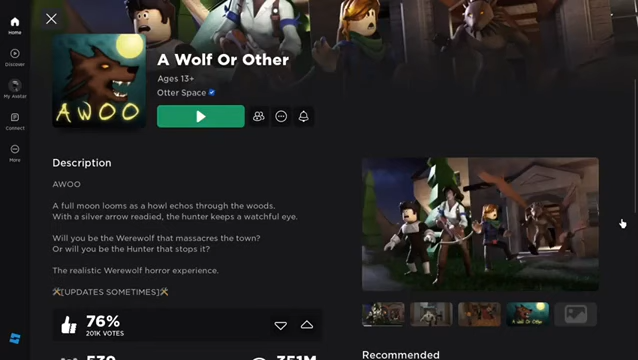 Home
Discover
My Avatar
Connect
More
AWOO
A Wolf Or Other
Ages 13+
Otter Space
Description
AWOO
A full moon looms as a howl echos through the woods.
With a silver arrow readied, the hunter keeps a watchful eye.
Will you be the Werewolf that massacres the town?
Or will you be the Hunter that stops it?
The realistic Werewolf horror experience.
⚒️[UPDATES SOMETIMES]⚒️
76%
201K VOTES
A Wolf Or Other
Recommended